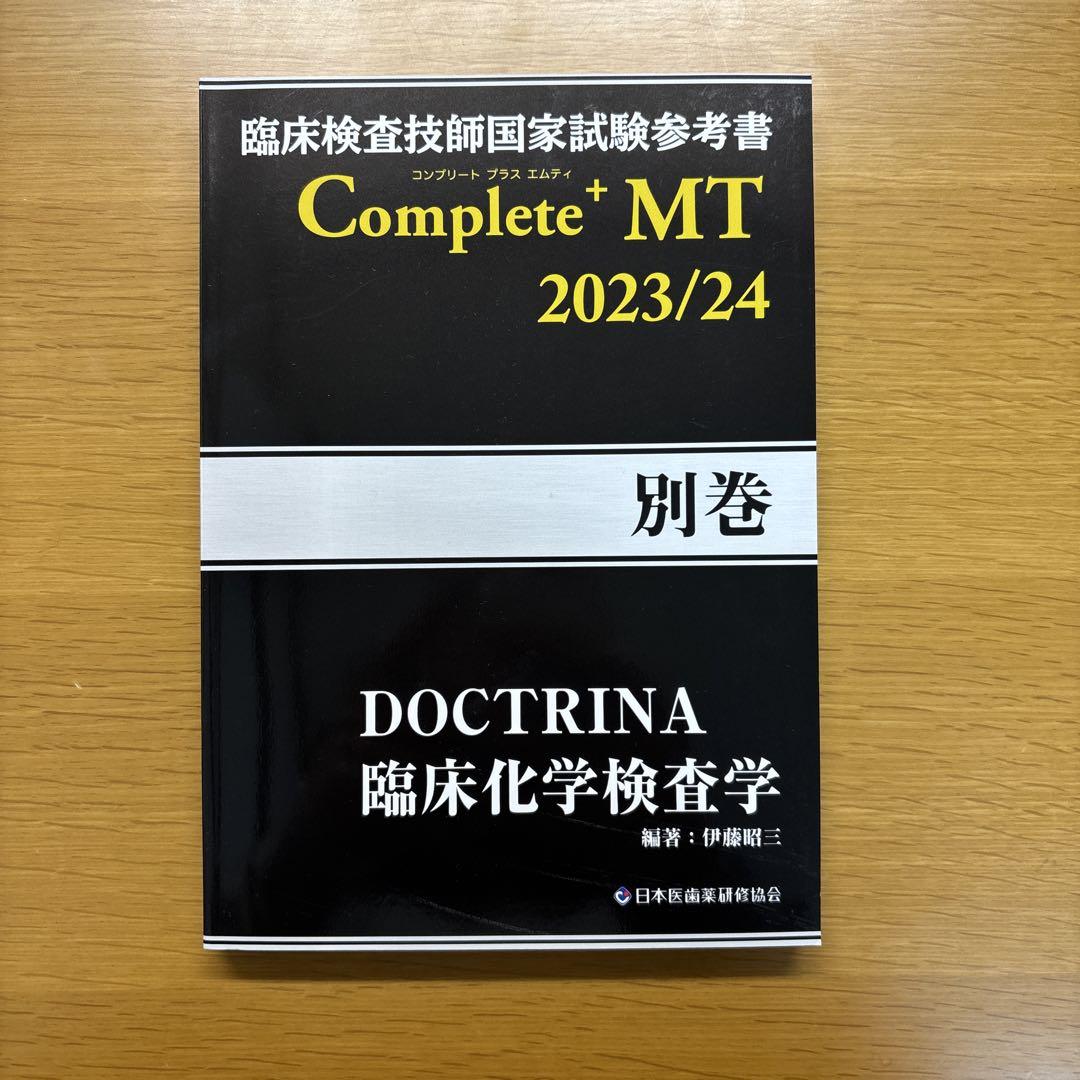 臨床検査技師国家試験参考書
コンプリート プラス エムティ
Complete+ MT
2023/24
別巻
DOCTRINA
臨床化学検査学
編著：伊藤昭三
日本医歯薬研修協会